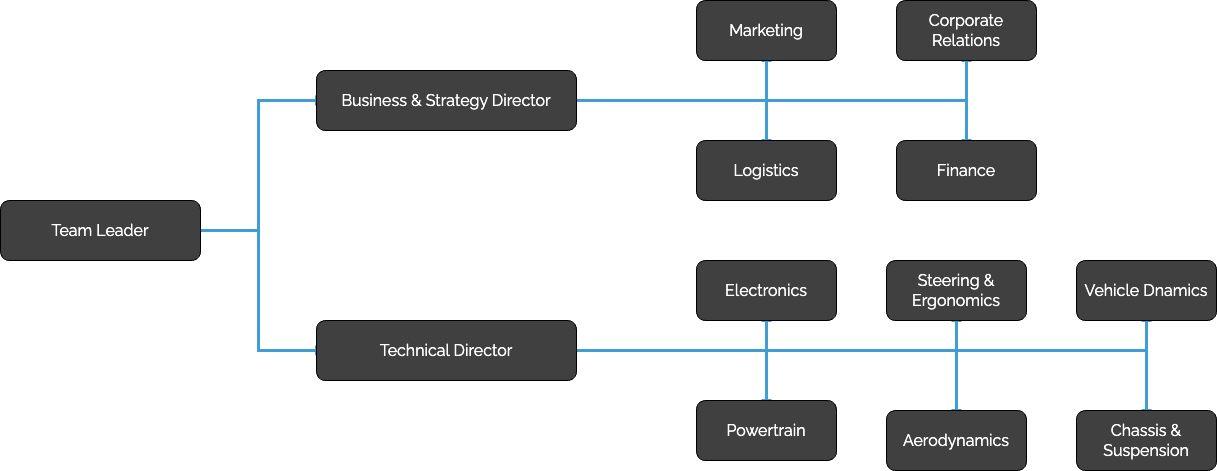 Marketing
Corporate
Relations
Business & Strategy Director
Logistics
Finance
Team Leader
Electronics
Steering &
Ergonomics
Vehicle Dnamics
Technical Director
Powertrain
Aerodynamics
Chassis &
Suspension